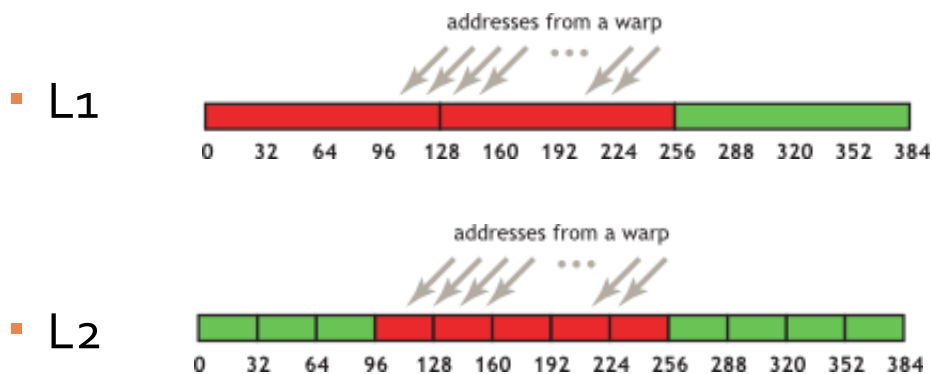 addresses from a warp
...
L1
0 32 64 96 128 160 192 224 256 288 320 352 384
addresses from a warp
...
L2
0 32 64 96 128 160 192 224 256 288 320 352 384